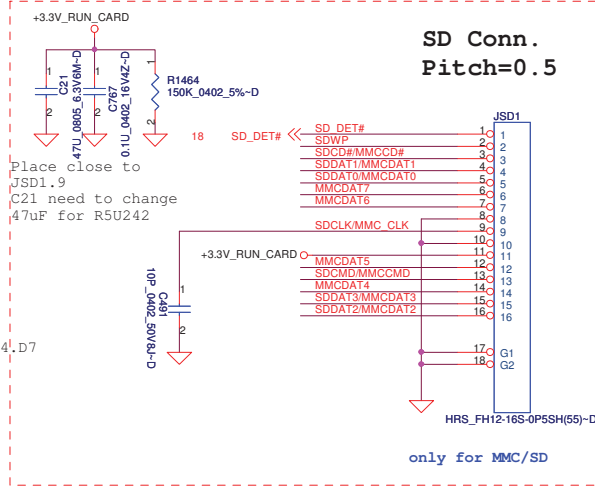 +3.3V_RUN_CARD
SD Conn.
Pitch=0.5
1
1
1
C21
47U_0805_6.3V6M~D
C767
0.1U_0402_16V4Z~D
R1464
150K_0402_5%~D
2
2
2
Place close to
JSD1.9
C21 need to change
47uF for R5U242
JSD1
18 SD_DET# SD_DET# 1 1
SDWP 2 2
SDCD#/MMCCD# 3 3
SDDAT1/MMCDAT1 4 4
SDDAT0/MMCDAT0 5 5
MMCDAT7 6 6
MMCDAT6 7 7
8 8
SDCLK/MMC_CLK 9 9
10 10
+3.3V_RUN_CARD 11 11
MMCDAT5 12 12
SDCMD/MMCCMD 13 13
MMCDAT4 14 14
SDDAT3/MMCDAT3 15 15
SDDAT2/MMCDAT2 16 16
17 G1
18 G2
1
C491
10P_0402_50V8J~D
2
4.D7
HRS_FH12-16S-0P5SH(55)~D
only for MMC/SD